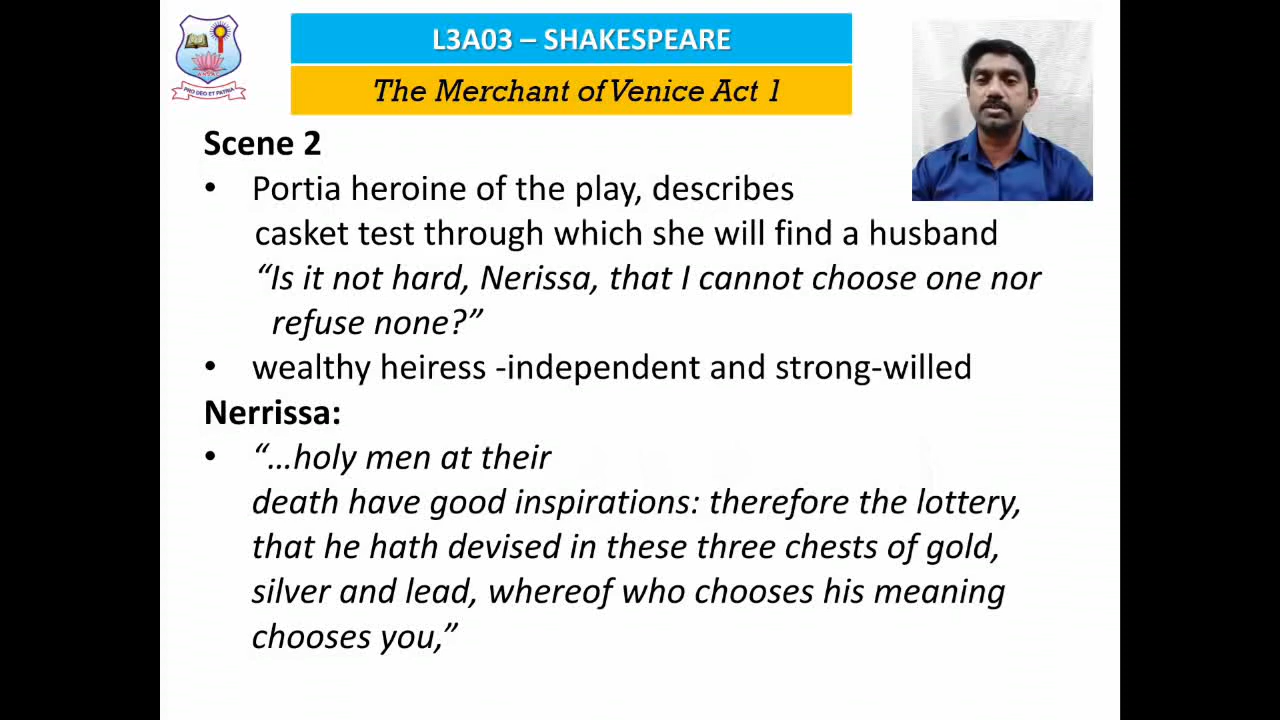 L3A03 – SHAKESPEARE
The Merchant of Venice Act 1
PRO DEO ET PATRIA
Scene 2
• Portia heroine of the play, describes
casket test through which she will find a husband
“Is it not hard, Nerissa, that I cannot choose one nor
refuse none?”
• wealthy heiress -independent and strong-willed
Nerrissa:
• “…holy men at their
death have good inspirations: therefore the lottery,
that he hath devised in these three chests of gold,
silver and lead, whereof who chooses his meaning
chooses you,”